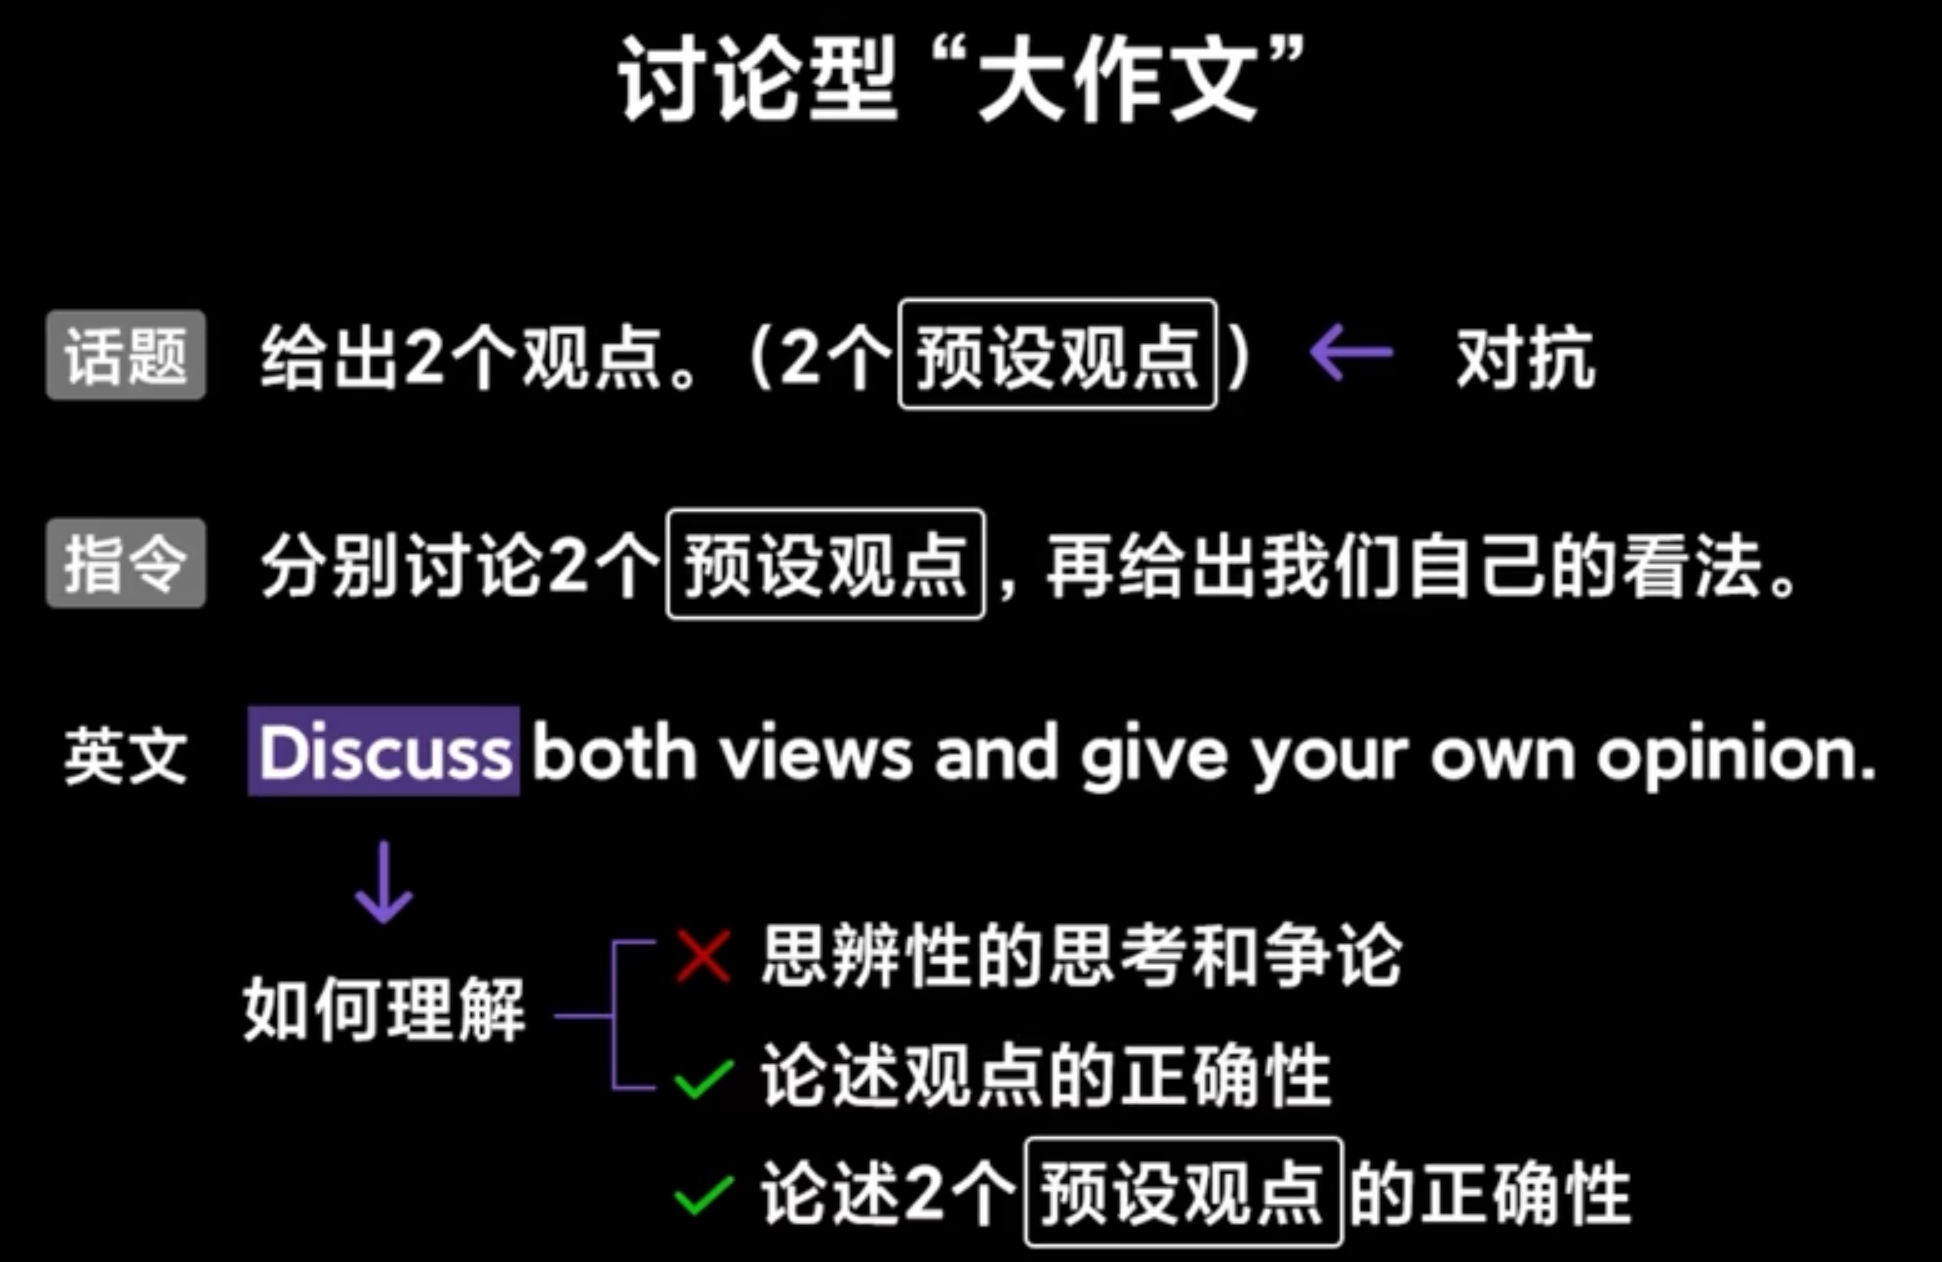 讨论型“大作文”
话题 给出2个观点。（2个预设观点） ← 对抗
指令 分别讨论2个预设观点，再给出我们自己的看法。
英文 Discuss both views and give your own opinion.
思辨性的思考和争论
如何理解
论述观点的正确性
论述2个预设观点的正确性